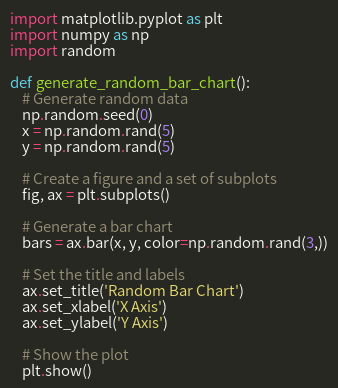 import matplotlib.pyplot as plt
import numpy as np
import random

def generate_random_bar_chart():
    # Generate random data
    np.random.seed(0)
    x = np.random.rand(5)
    y = np.random.rand(5)

    # Create a figure and a set of subplots
    fig, ax = plt.subplots()

    # Generate a bar chart
    bars = ax.bar(x, y, color=np.random.rand(3,))

    # Set the title and labels
    ax.set_title('Random Bar Chart')
    ax.set_xlabel('X Axis')
    ax.set_ylabel('Y Axis')

    # Show the plot
    plt.show()